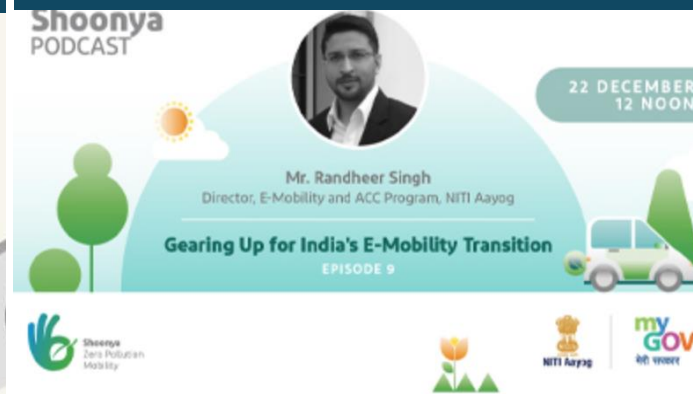 Shoonya
PODCAST
22 DECEMBER
12 NOON
Mr. Randheer Singh
Director, E-Mobility and ACC Program, NITI Aayog
Gearing Up for India's E-Mobility Transition
EPISODE 9
Shoonya
Zero Pollution
Mobility
NITI Aayog
my
GOV
मेरी सरकार